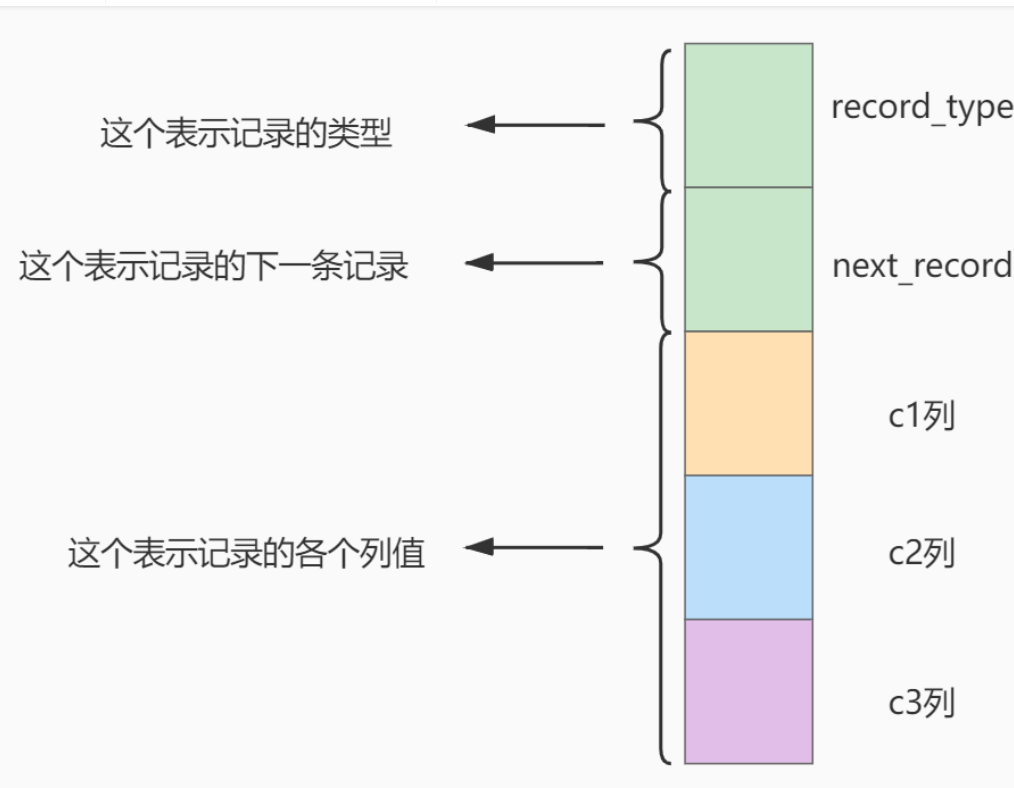 这个表示记录的类型
record_type
这个表示记录的下一条记录
next_record
c1列
这个表示记录的各个列值
c2列
c3列